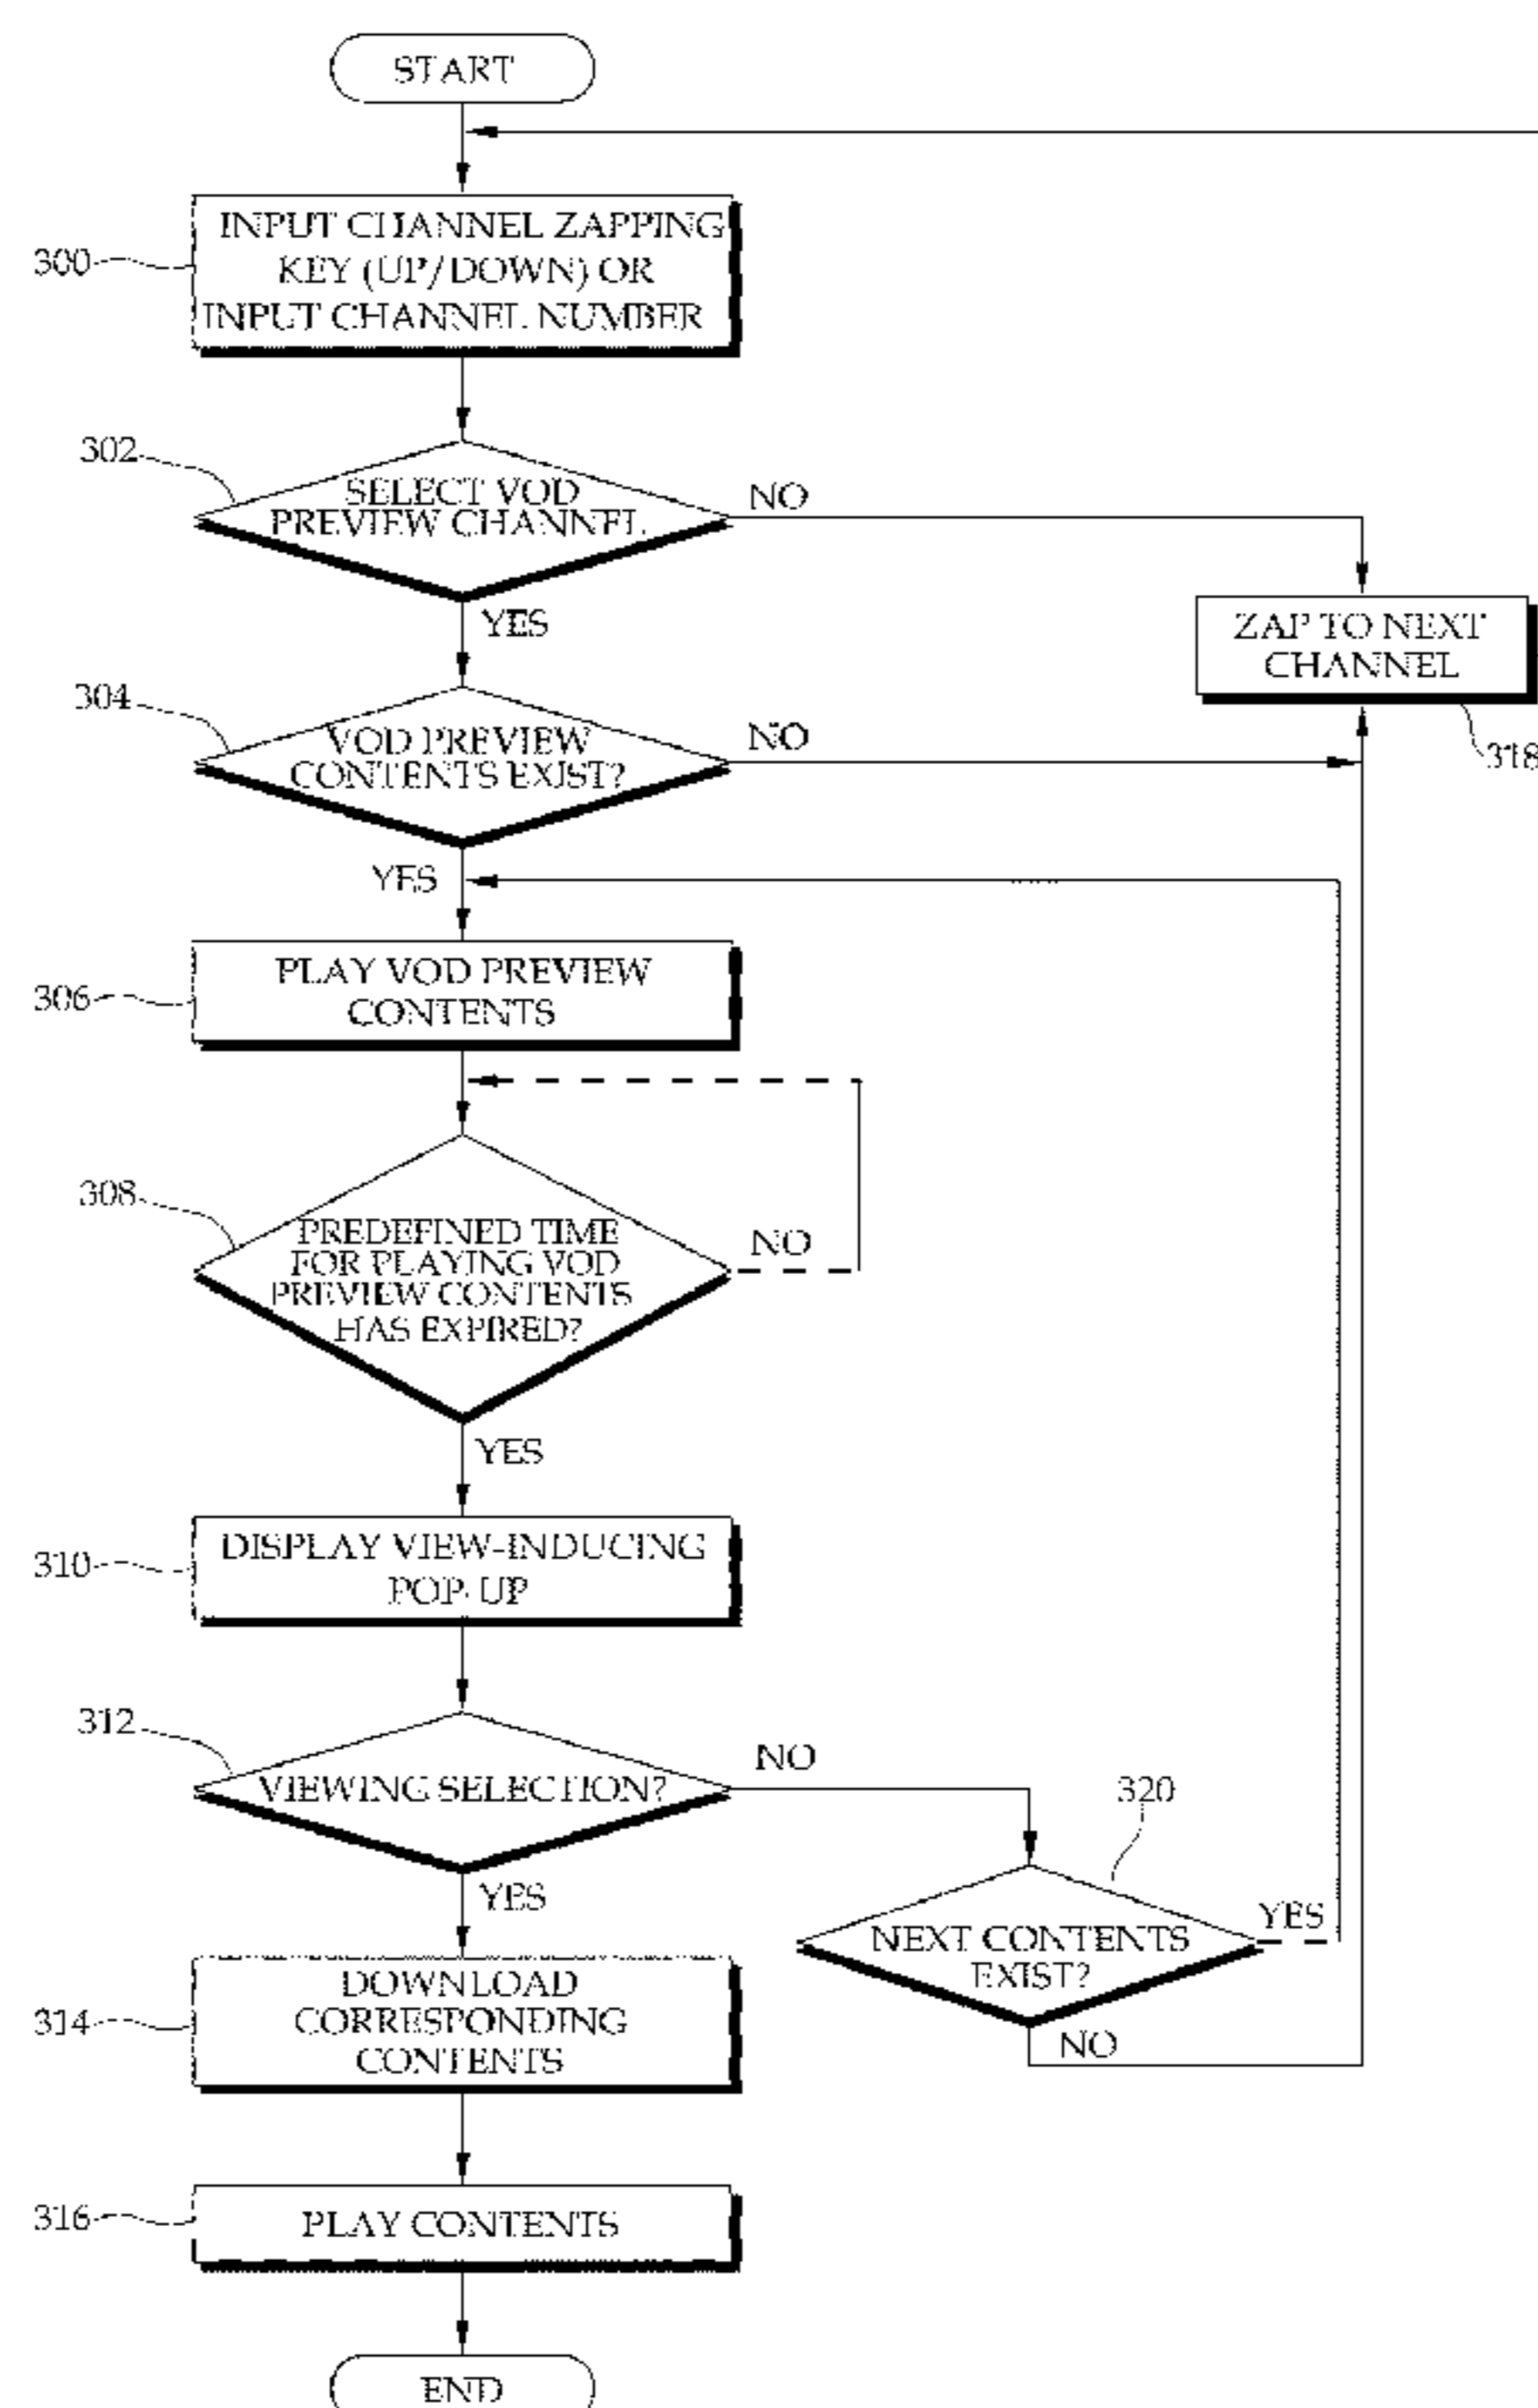 START
300
INPUT CHANNEL ZAPPING
KEY (UP/DOWN) OR
INPUT CHANNEL NUMBER
302
SELECT VOD
PREVIEW CHANNEL
NO
YES
ZAP TO NEXT
CHANNEL
318
304
VOD PREVIEW
CONTENTS EXIST?
NO
YES
306
PLAY VOD PREVIEW
CONTENTS
308
PREDEFINED TIME
FOR PLAYING VOD
PREVIEW CONTENTS
HAS EXPIRED?
NO
YES
310
DISPLAY VIEW-INDUCING
POP-UP
312
VIEWING SELECTION?
NO
YES
320
NEXT CONTENTS
EXIST?
YES
NO
314
DOWNLOAD
CORRESPONDING
CONTENTS
316
PLAY CONTENTS
END